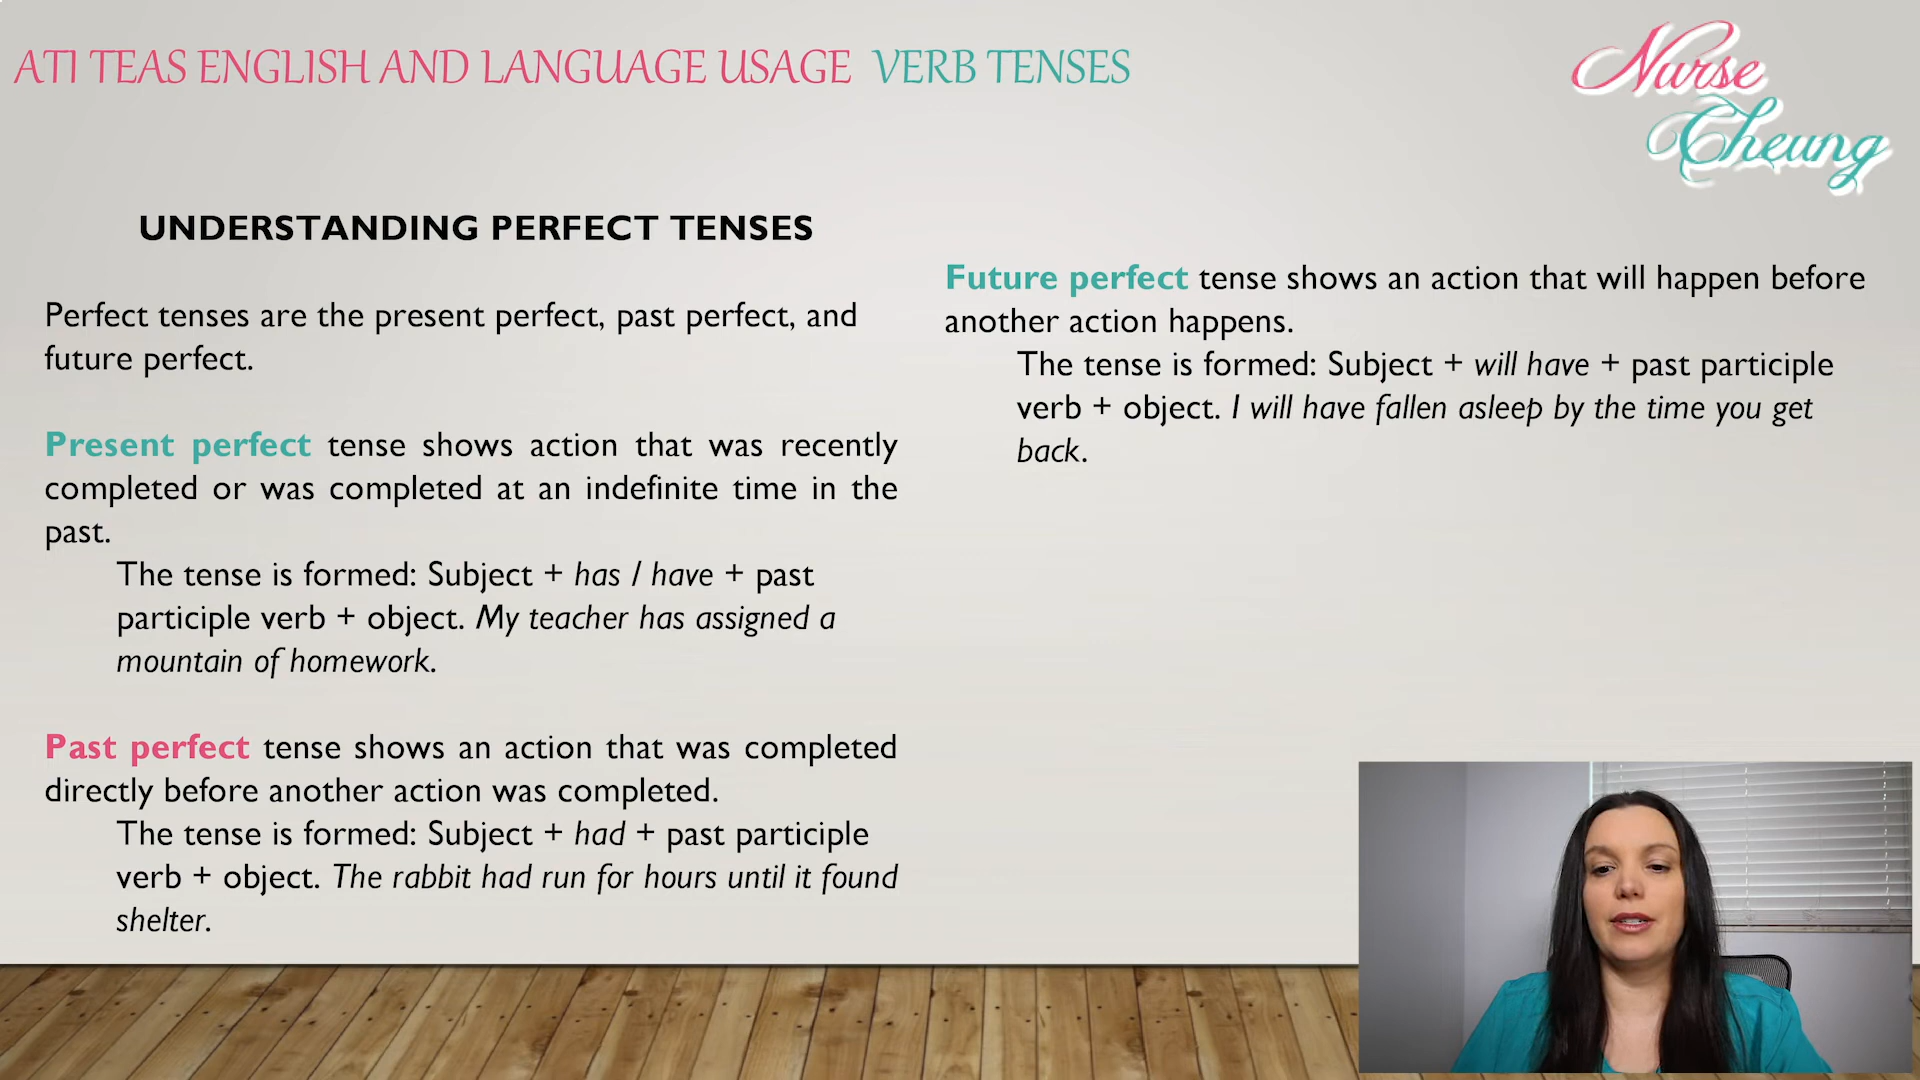 ATI TEAS ENGLISH AND LANGUAGE USAGE VERB TENSES
Nurse
Cheung
UNDERSTANDING PERFECT TENSES
Perfect tenses are the present perfect, past perfect, and
future perfect.
Present perfect tense shows action that was recently
completed or was completed at an indefinite time in the
past.
The tense is formed: Subject + has / have + past
participle verb + object. My teacher has assigned a
mountain of homework.
Past perfect tense shows an action that was completed
directly before another action was completed.
The tense is formed: Subject + had + past participle
verb + object. The rabbit had run for hours until it found
shelter.
Future perfect tense shows an action that will happen before
another action happens.
The tense is formed: Subject + will have + past participle
verb + object. I will have fallen asleep by the time you get
back.